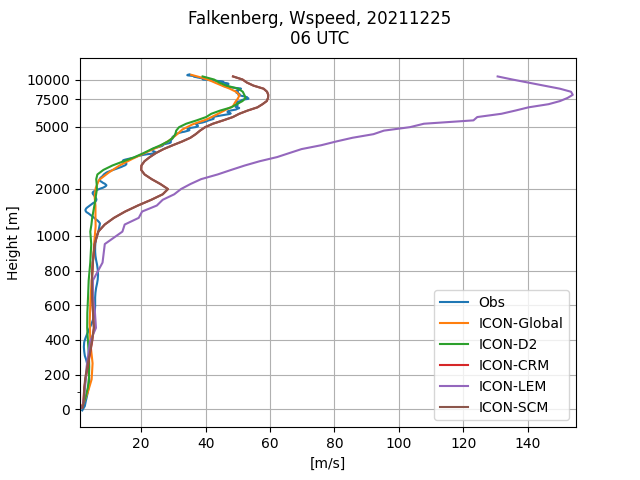 Falkenberg, Wspeed, 20211225
06 UTC
10000
7500
5000
2000
1000
800
600
400
200
0
Height [m]
20
40
60
80
100
120
140
[m/s]
Obs
ICON-Global
ICON-D2
ICON-CRM
ICON-LEM
ICON-SCM